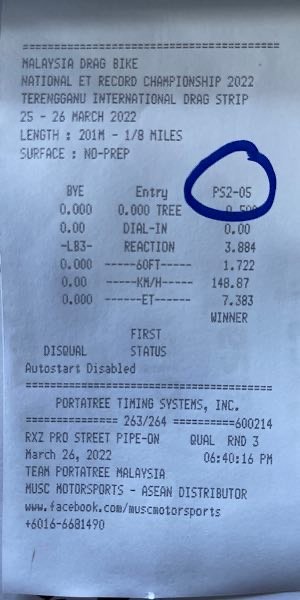 MALAYSIA DRAG BIKE
NATIONAL ET RECORD CHAMPIONSHIP 2022
TERENGGANU INTERNATIONAL DRAG STRIP
25 - 26 MARCH 2022
LENGTH : 201M - 1/8 MILES
SURFACE : NO-PREP
BYE Entry PS2-05
0.000 0.000 TREE 0.500
0.00 DIAL-IN 0.00
-LB3- REACTION 3.884
0.000 -----60FT----- 1.722
0.00 -----KM/H----- 148.87
0.000 ------ET------ 7.383
WINNER
FIRST
DISQUAL STATUS
Autostart Disabled
PORTATREE TIMING SYSTEMS, INC.
============= 263/264 ==========600214
RXZ PRO STREET PIPE-ON QUAL RND 3
March 26, 2022 06:40:16 PM
TEAM PORTATREE MALAYSIA
MUSC MOTORSPORTS - ASEAN DISTRIBUTOR
www.facebook.com/muscmotorsports
+6016-6681490